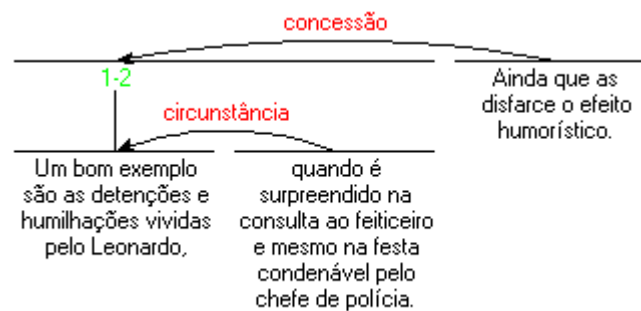 concessão
1-2
circunstância
Um bom exemplo
são as detenções e
humilhações vividas
pelo Leonardo,
quando é
surpreendido na
consulta ao feiticeiro
e mesmo na festa
condenável pelo
chefe de polícia.
Ainda que as
disfarce o efeito
humorístico.